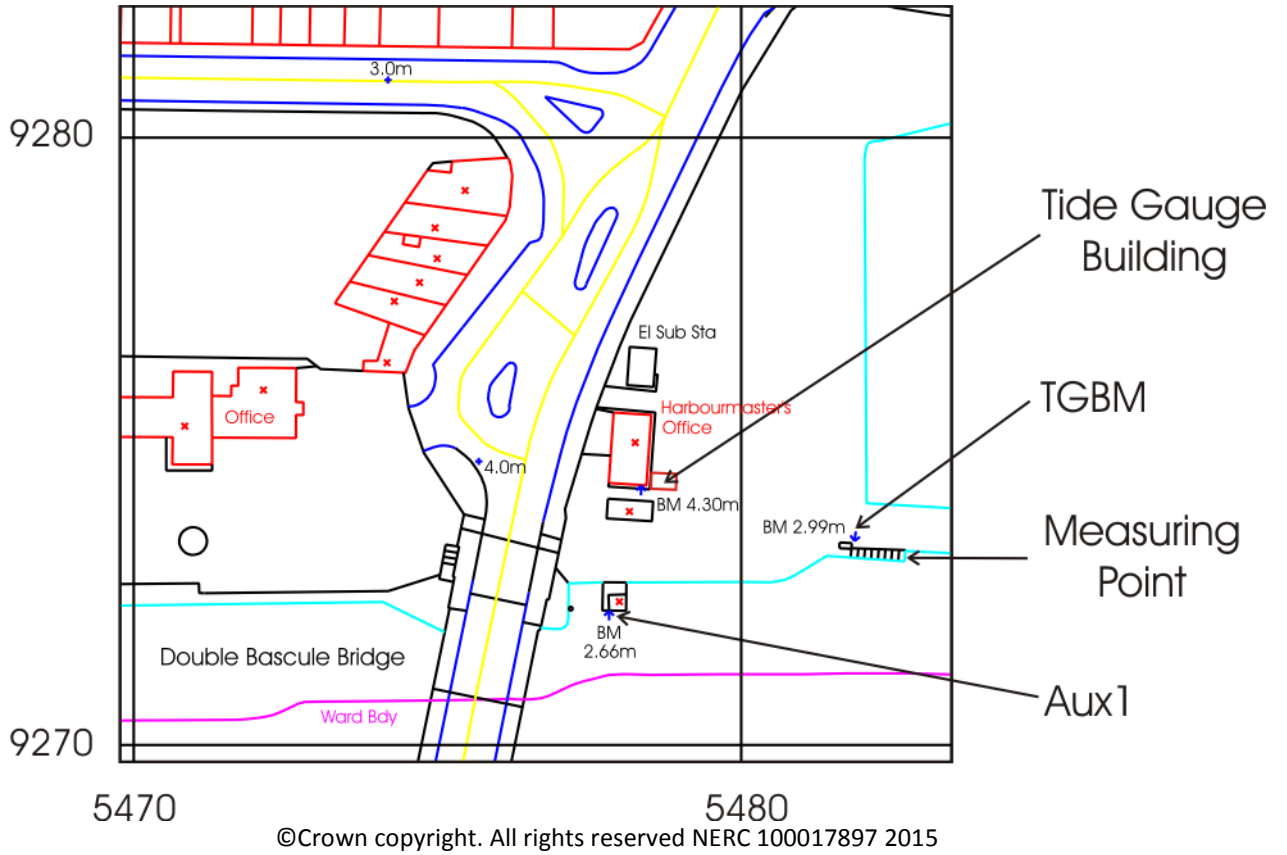 3.0m
9280
Tide Gauge
Building
El Sub Sta
TGBM
Office
Harbourmaster's
Office
4.0m
BM 4.30m
BM 2.99m
Measuring
Point
BM
2.66m
Double Bascule Bridge
Aux1
Ward Bdy
9270
5470
5480
©Crown copyright. All rights reserved NERC 100017897 2015